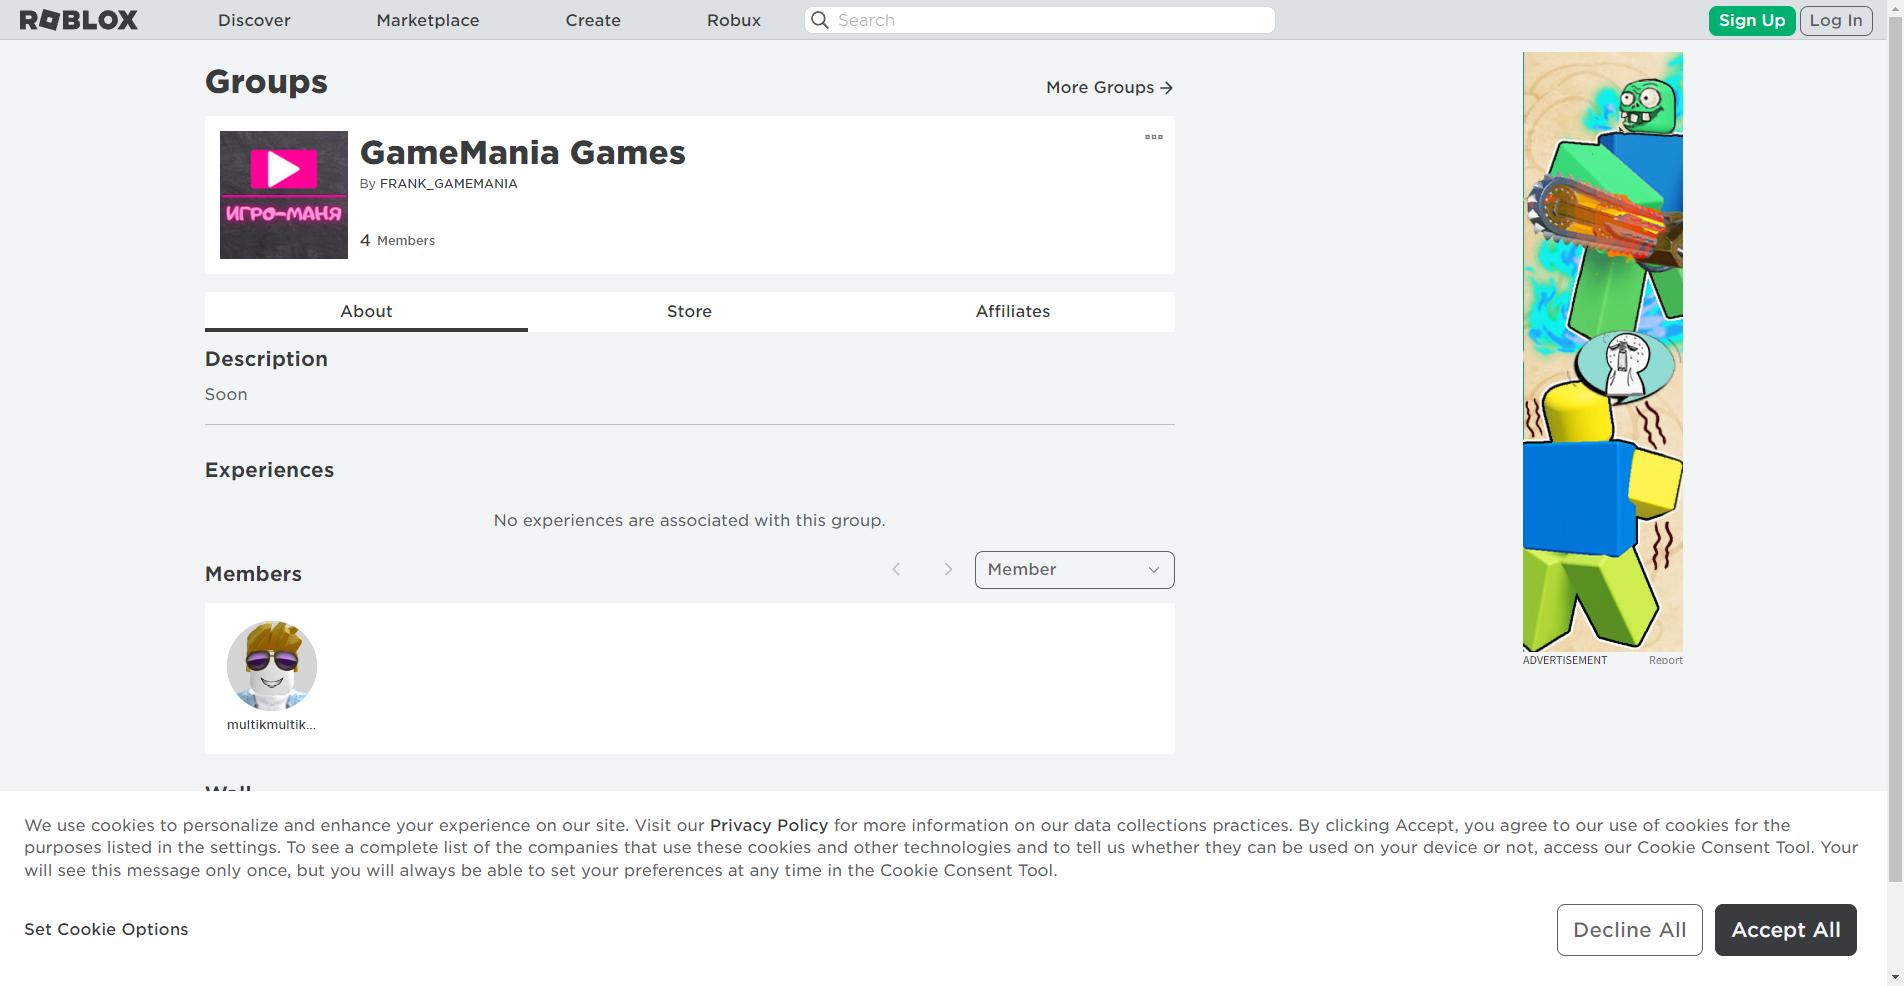 ROBLOX
Discover
Marketplace
Create
Robux
Search
Sign Up
Log In
Groups
More Groups
ИГРО-МАНЯ
GameMania Games
By FRANK_GAMEMANIA
4 Members
About
Store
Affiliates
Description
Soon
Experiences
No experiences are associated with this group.
Members
Member
multikmultik...
ADVERTISEMENT
Report
Wall
We use cookies to personalize and enhance your experience on our site. Visit our Privacy Policy for more information on our data collections practices. By clicking Accept, you agree to our use of cookies for the
purposes listed in the settings. To see a complete list of the companies that use these cookies and other technologies and to tell us whether they can be used on your device or not, access our Cookie Consent Tool. Your
will see this message only once, but you will always be able to set your preferences at any time in the Cookie Consent Tool.
Set Cookie Options
Decline All
Accept All